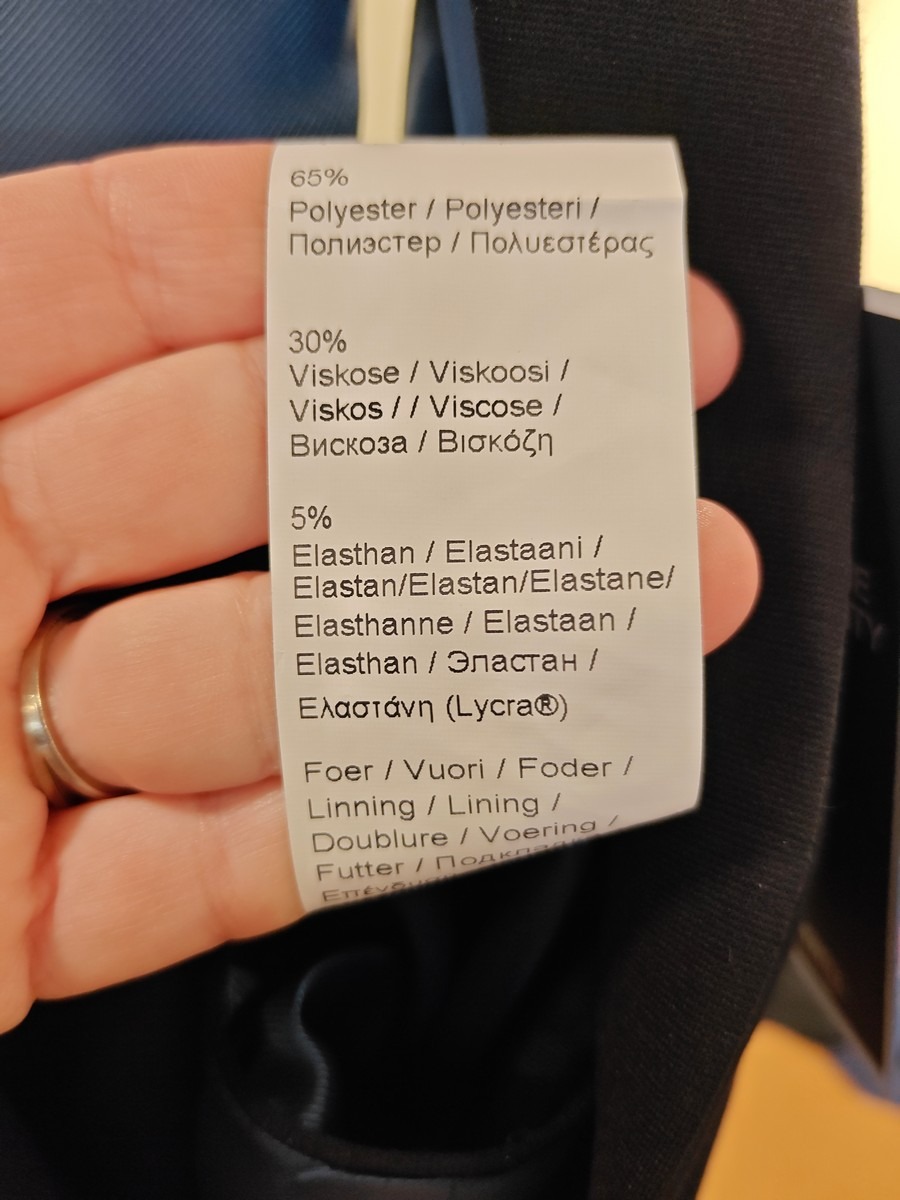 65%
Polyester / Polyesteri /
Полиэстер / Πολυεστέρας
30%
Viskose / Viskoosi /
Viskos / / Viscose /
Вискоза / Βισκόζη
5%
Elasthan / Elastaani /
Elastan/Elastan/Elastane/
Elasthanne / Elastaan /
Elasthan / Эластан /
Ελαστάνη (Lycra®)
Foer / Vuori / Foder /
Linning / Lining /
Doublure / Voering /
Futter /